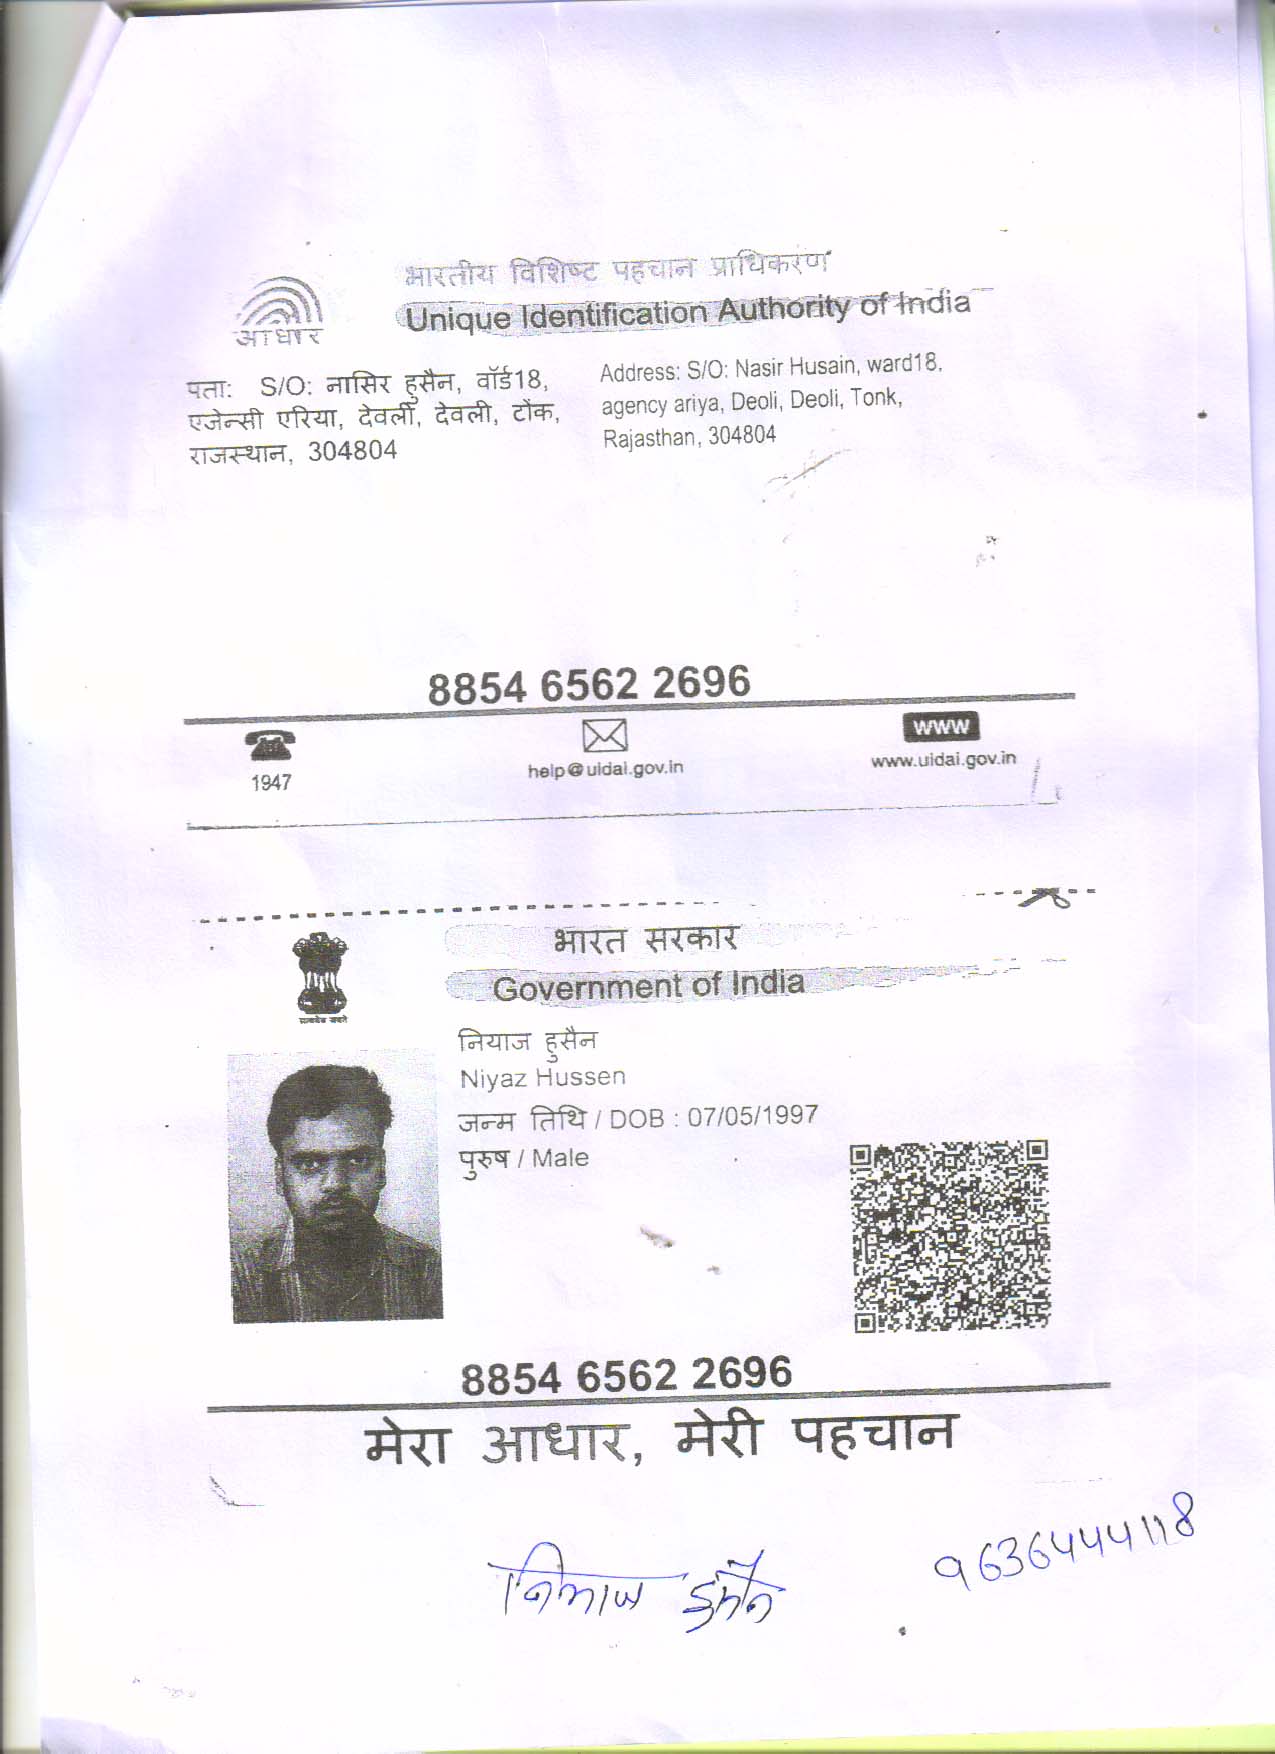 भारतीय विशिष्ट पहचान प्राधिकरण
Unique Identification Authority of India
आधार
पता: S/O: नासिर हुसैन, वॉर्ड18,
एजेन्सी एरिया, देवली, देवली, टोंक,
राजस्थान, 304804
Address: S/O: Nasir Husain, ward18,
agency ariya, Deoli, Deoli, Tonk,
Rajasthan, 304804
8854 6562 2696
1947
help@uidai.gov.in
www
www.uidai.gov.in
भारत सरकार
Government of India
सत्यमेव जयते
नियाज हुसैन
Niyaz Hussen
जन्म तिथि / DOB : 07/05/1997
पुरुष / Male
8854 6562 2696
मेरा आधार, मेरी पहचान
9636444118